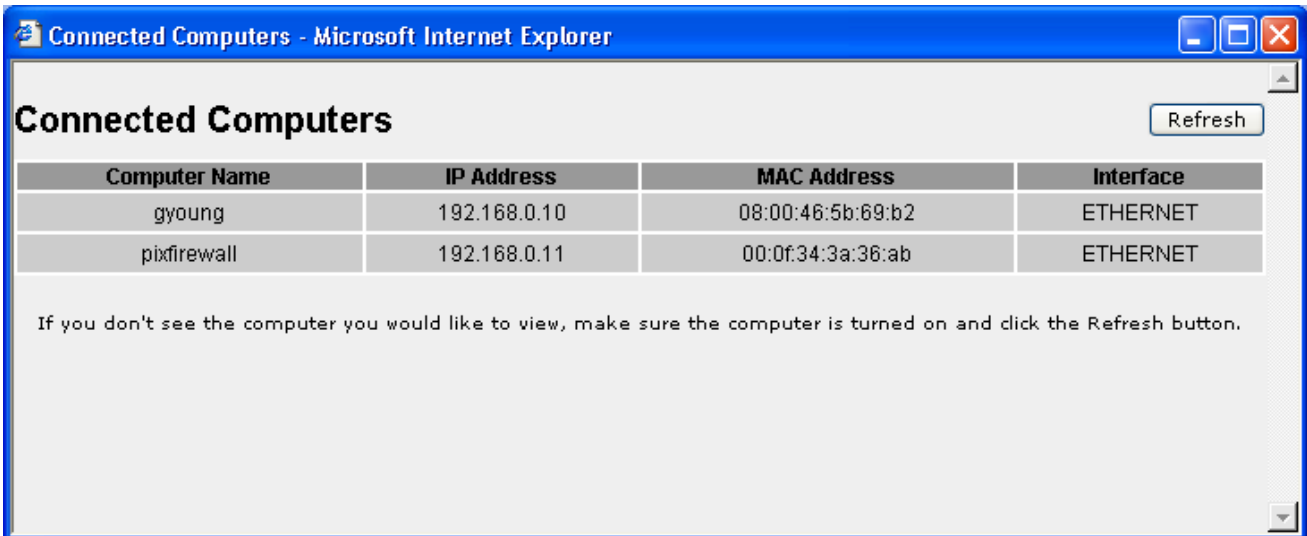 Connected Computers - Microsoft Internet Explorer
Connected Computers
Refresh
Computer Name IP Address MAC Address Interface
gyoung 192.168.0.10 08:00:46:5b:69:b2 ETHERNET
pixfirewall 192.168.0.11 00:0f:34:3a:36:ab ETHERNET
If you don't see the computer you would like to view, make sure the computer is turned on and click the Refresh button.